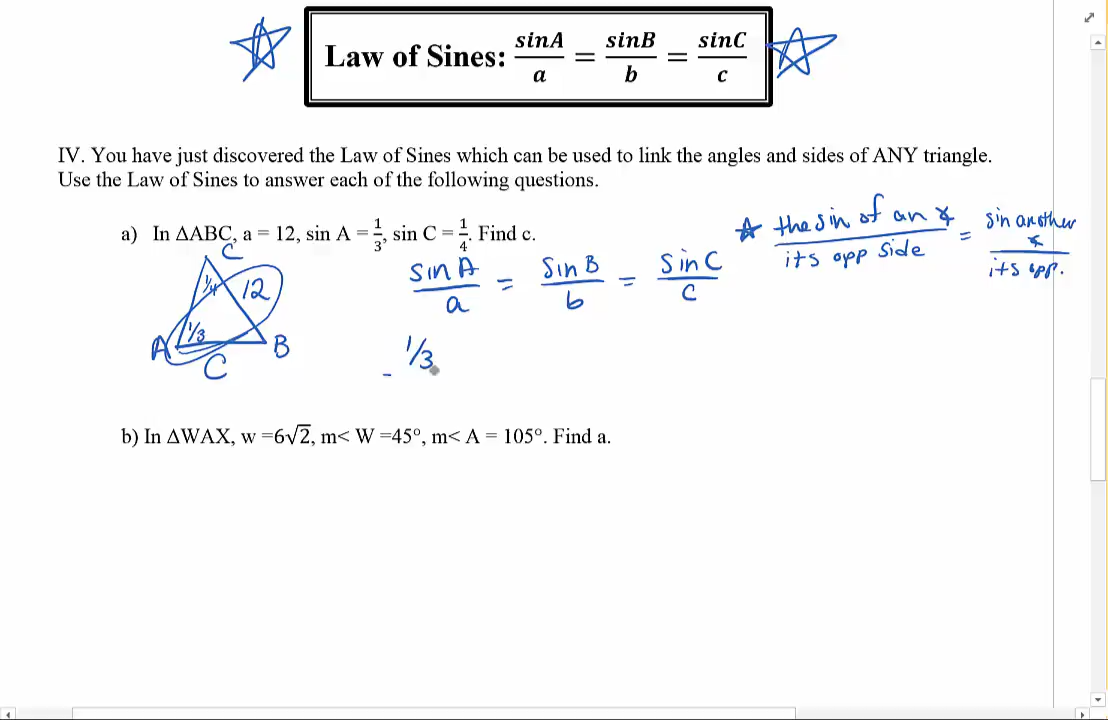 Law of Sines: sinA/a = sinB/b = sinC/c
IV. You have just discovered the Law of Sines which can be used to link the angles and sides of ANY triangle.
Use the Law of Sines to answer each of the following questions.
a) In ΔABC, a = 12, sin A = 1/3, sin C = 1/4. Find c.
★ the sin of an ∡ / its opp side = sin another ∡ / its opp.
sin A / a = sin B / b = sin C / c
C
1/4
12
1/3
A
B
C
1/3
b) In ΔWAX, w =6√2, m< W =45°, m< A = 105°. Find a.